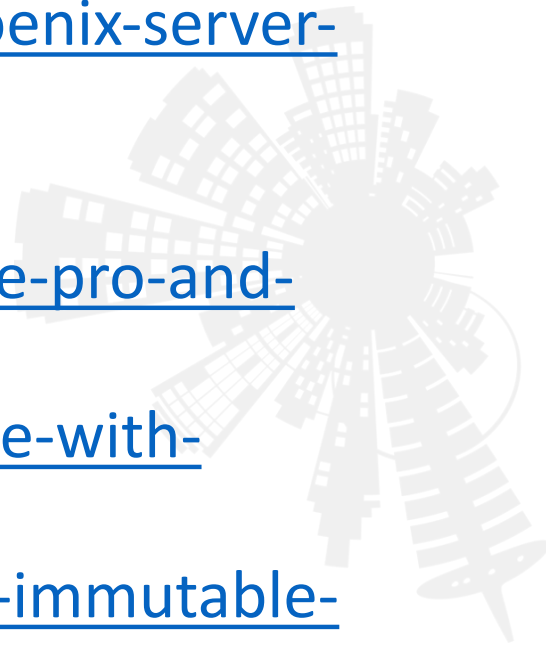 oenix-server-
e-pro-and-
e-with-
-immutable-